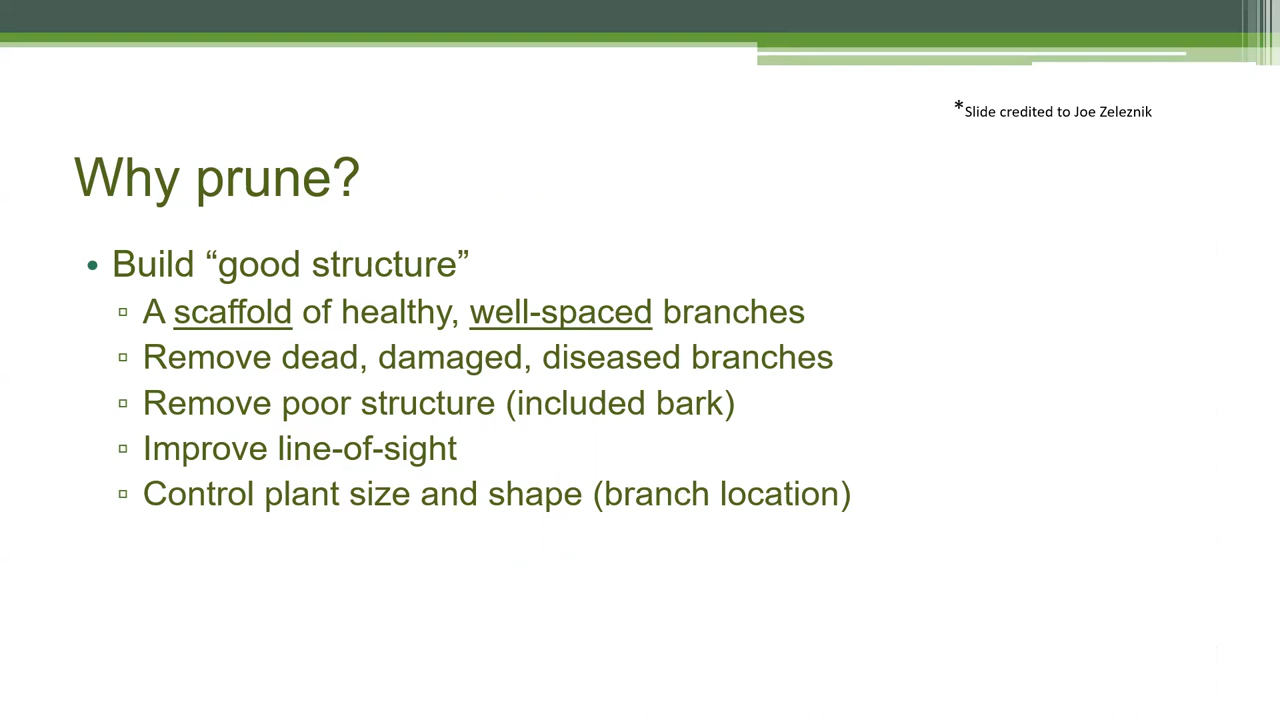 *Slide credited to Joe Zeleznik
Why prune?
• Build “good structure”
▫ A scaffold of healthy, well-spaced branches
▫ Remove dead, damaged, diseased branches
▫ Remove poor structure (included bark)
▫ Improve line-of-sight
▫ Control plant size and shape (branch location)